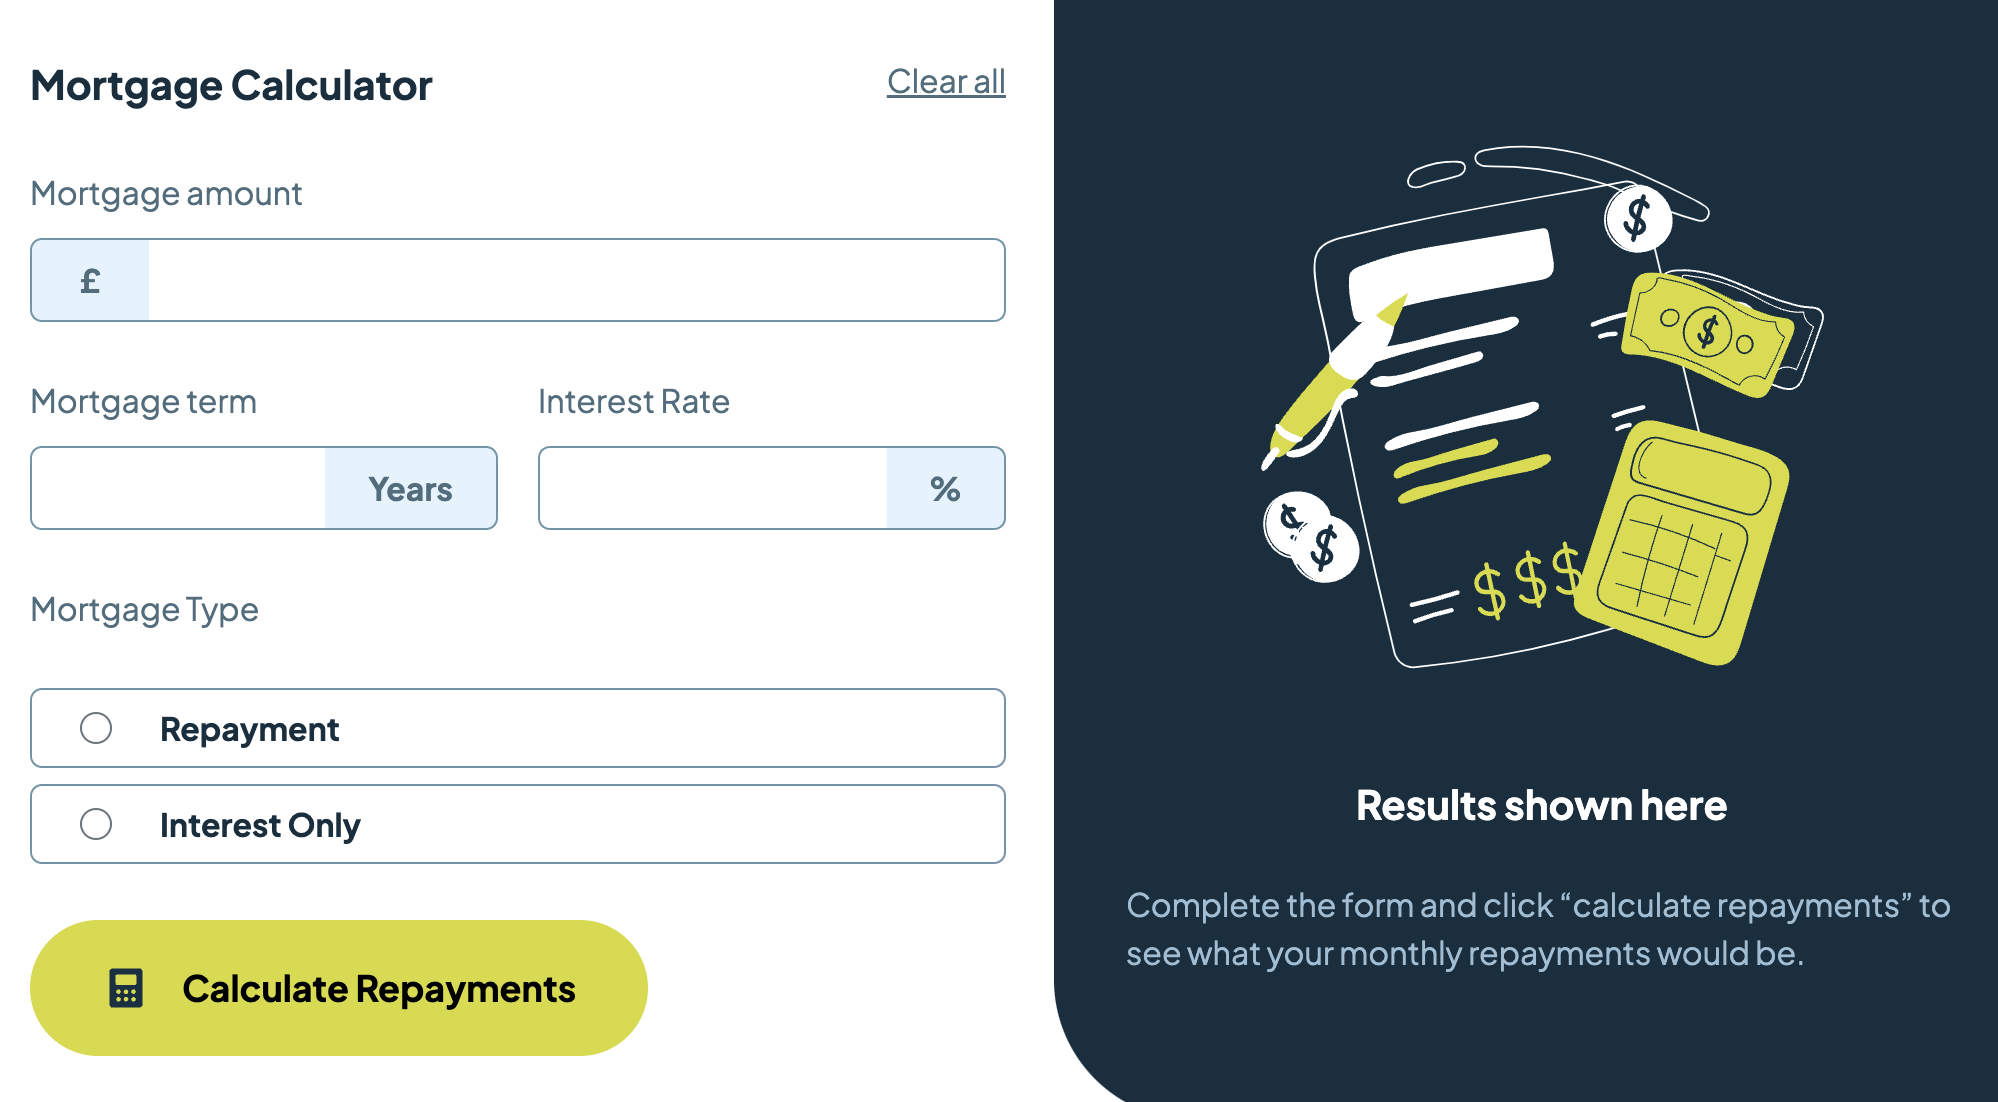 Mortgage Calculator
Clear all
Mortgage amount
£
Mortgage term
Interest Rate
Years
%
Mortgage Type
Repayment
Interest Only
Calculate Repayments
$
$
$
$
= $$$
Results shown here
Complete the form and click “calculate repayments” to
see what your monthly repayments would be.